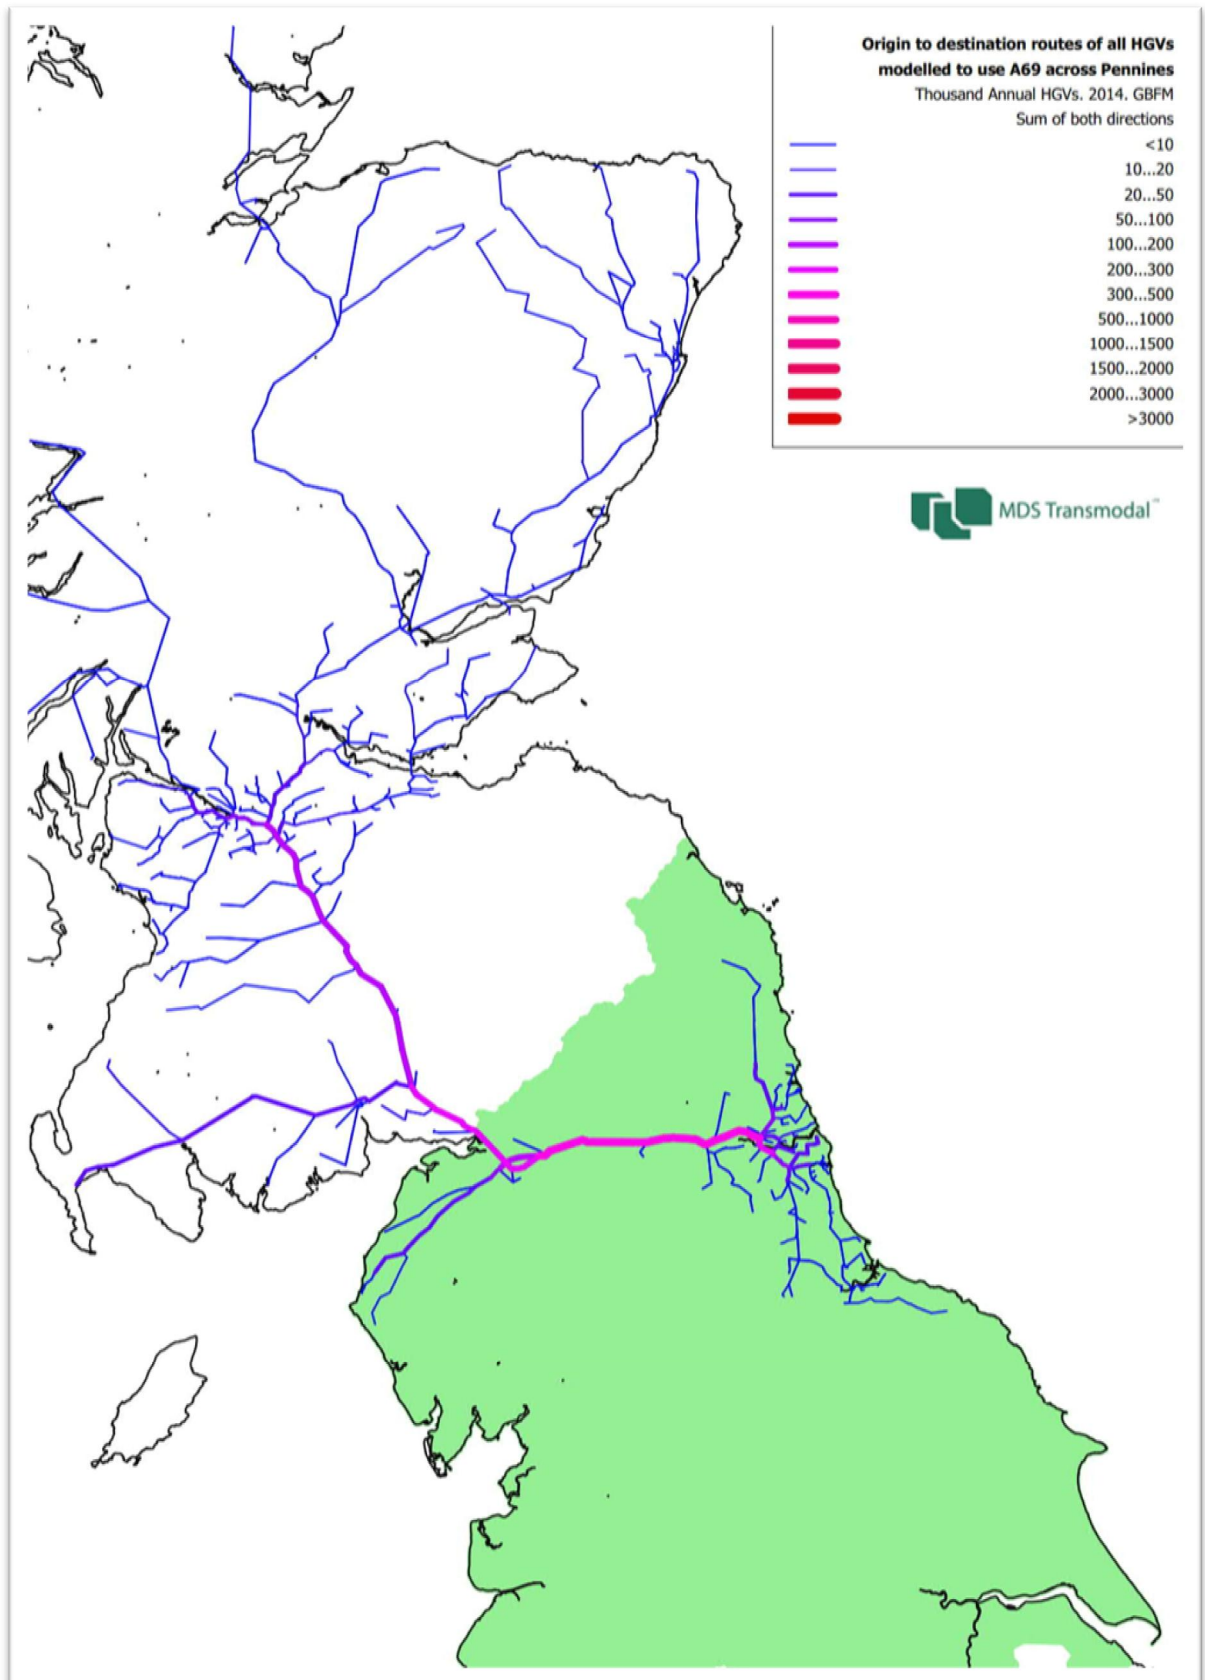 Origin to destination routes of all HGVs
modelled to use A69 across Pennines
Thousand Annual HGVs. 2014. GBFM
Sum of both directions
<10
10...20
20...50
50...100
100...200
200...300
300...500
500...1000
1000...1500
1500...2000
2000...3000
>3000
MDS Transmodal™